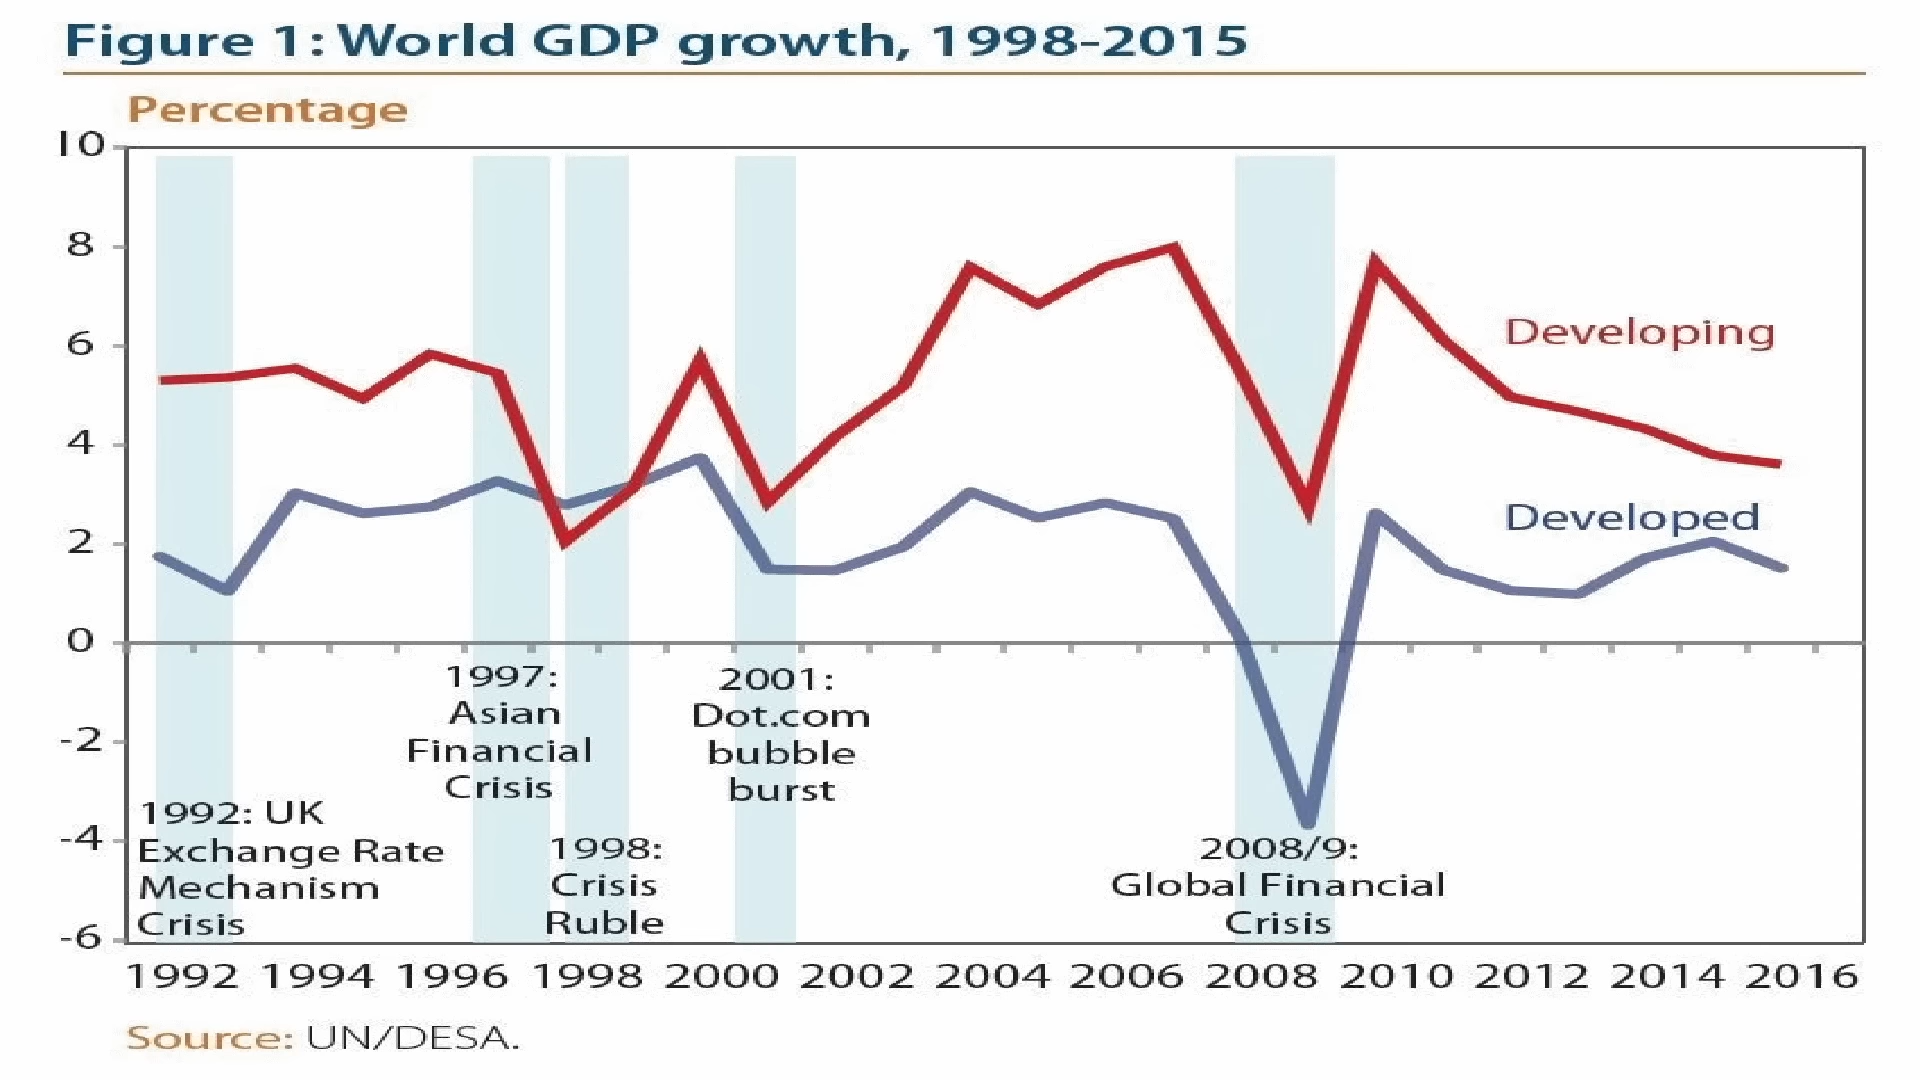 Figure 1: World GDP growth, 1998-2015
Percentage
10
8
6
4
2
0
-2
-4
-6
Developing
Developed
1992: UK
Exchange Rate
Mechanism
Crisis
1997:
Asian
Financial
Crisis
1998:
Crisis
Ruble
2001:
Dot.com
bubble
burst
2008/9:
Global Financial
Crisis
1992 1994 1996 1998 2000 2002 2004 2006 2008 2010 2012 2014 2016
Source: UN/DESA.